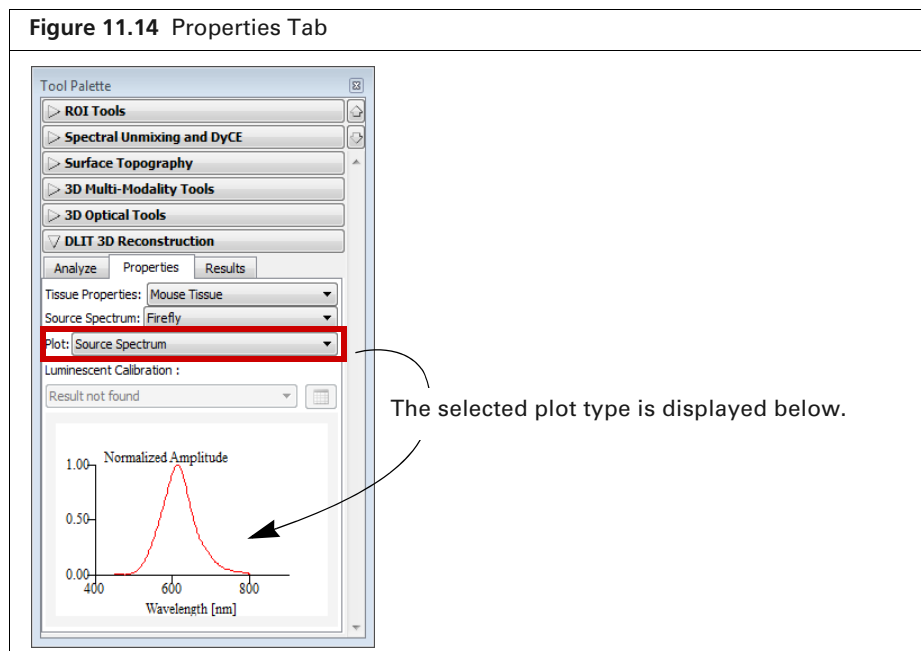 Figure 11.14 Properties Tab
Tool Palette
ROI Tools
Spectral Unmixing and DyCE
Surface Topography
3D Multi-Modality Tools
3D Optical Tools
DLIT 3D Reconstruction
Analyze Properties Results
Tissue Properties: Mouse Tissue
Source Spectrum: Firefly
Plot: Source Spectrum
Luminescent Calibration :
Result not found
The selected plot type is displayed below.
Normalized Amplitude
1.00
0.50
0.00
400 600 800
Wavelength [nm]